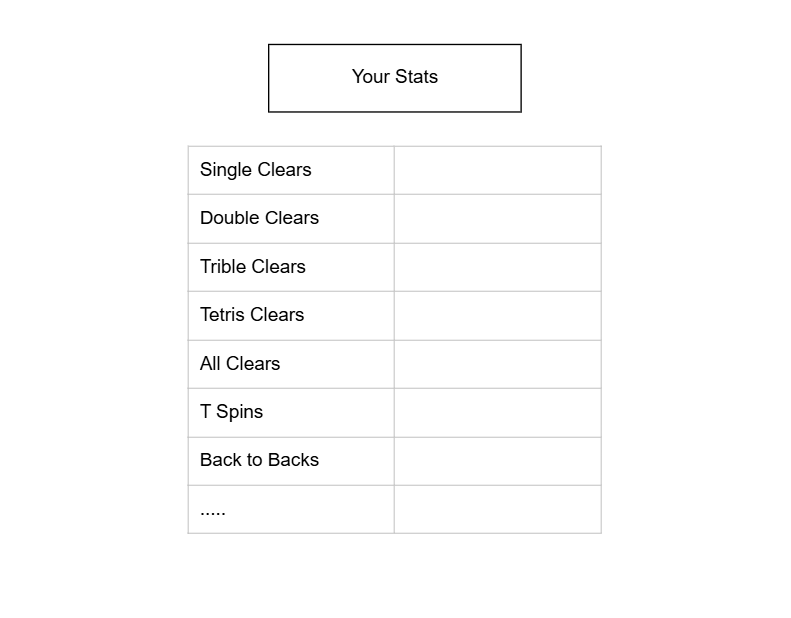 Your Stats
Single Clears
Double Clears
Trible Clears
Tetris Clears
All Clears
T Spins
Back to Backs
.....